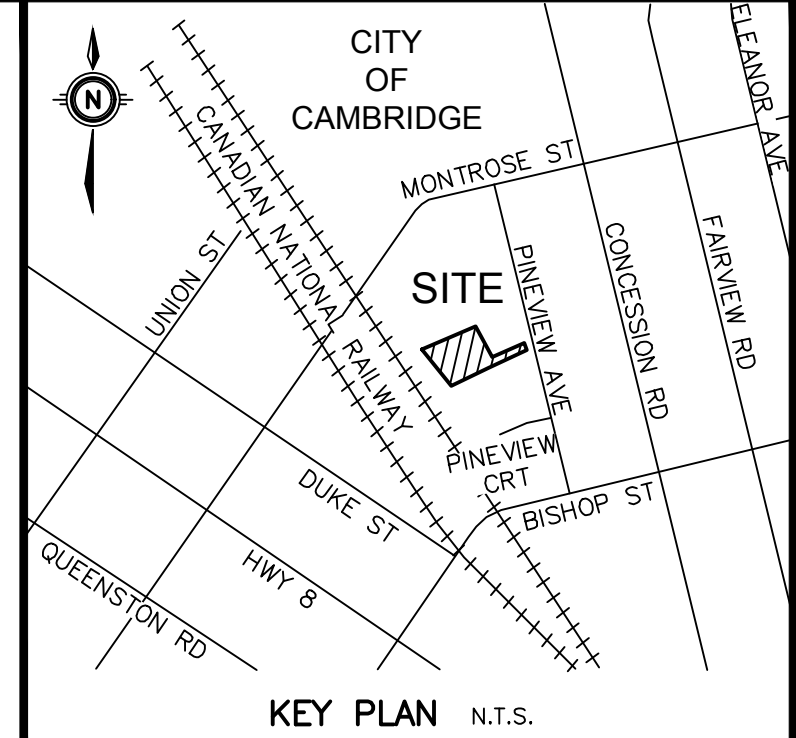 CITY
OF
CAMBRIDGE
N
ELEANOR AVE
CANADIAN NATIONAL RAILWAY
MONTROSE ST
UNION ST
SITE
PINEVIEW AVE
CONCESSION RD
FAIRVIEW RD
PINEVIEW
CRT
DUKE ST
BISHOP ST
HWY 8
QUEENSTON RD
KEY PLAN N.T.S.